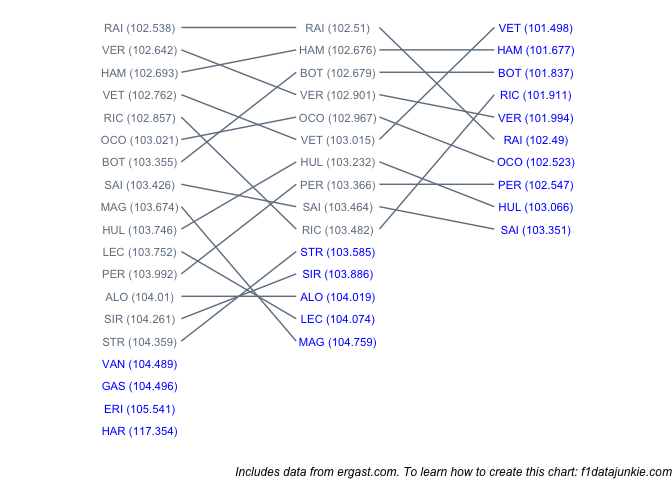 RAI (102.538) RAI (102.51) VET (101.498)
VER (102.642) HAM (102.676) HAM (101.677)
HAM (102.693) BOT (102.679) BOT (101.837)
VET (102.762) VER (102.901) RIC (101.911)
RIC (102.857) OCO (102.967) VER (101.994)
OCO (103.021) VET (103.015) RAI (102.49)
BOT (103.355) HUL (103.232) OCO (102.523)
SAI (103.426) PER (103.366) PER (102.547)
MAG (103.674) SAI (103.464) HUL (103.066)
HUL (103.746) RIC (103.482) SAI (103.351)
LEC (103.752) STR (103.585)
PER (103.992) SIR (103.886)
ALO (104.01) ALO (104.019)
SIR (104.261) LEC (104.074)
STR (104.359) MAG (104.759)
VAN (104.489)
GAS (104.496)
ERI (105.541)
HAR (117.354)
Includes data from ergast.com. To learn how to create this chart: f1datajunkie.com